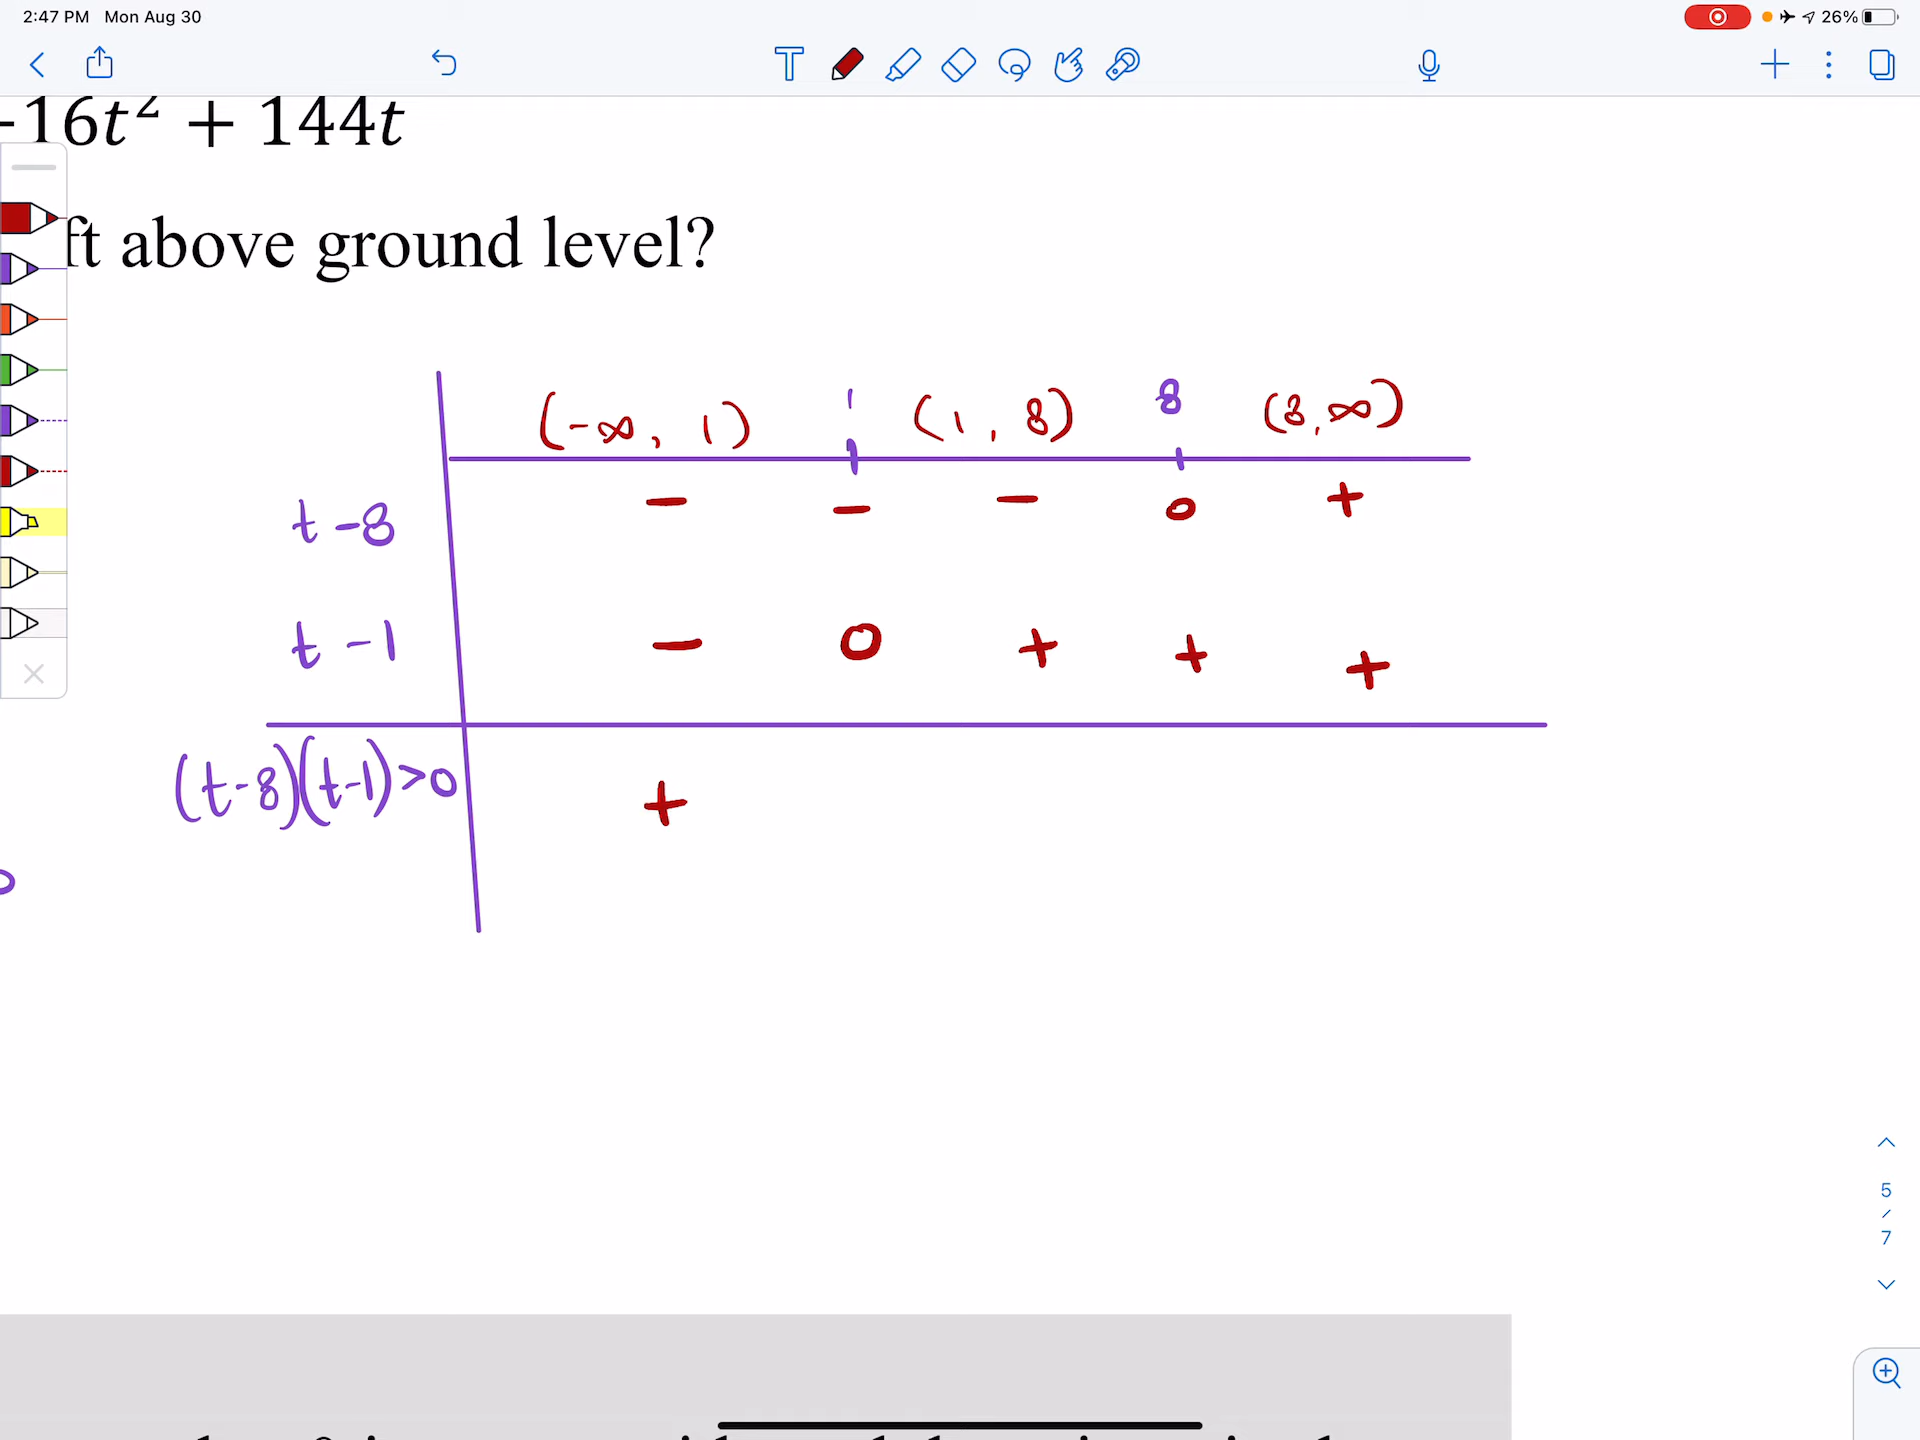 2:47 PM Mon Aug 30
26%
T
-16t² + 144t
ft above ground level?
(-∞, 1) 1 (1, 8) 8 (8, ∞)
t-8 - - - 0 +
t-1 - 0 + + +
(t-8)(t-1)>0 +
5
/
7